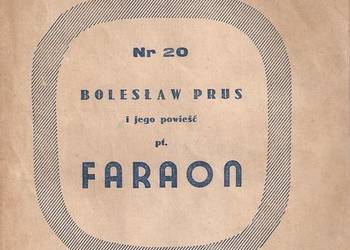 Nr 20
BOLESŁAW PRUS
i jego powieść
pt.
FARAON